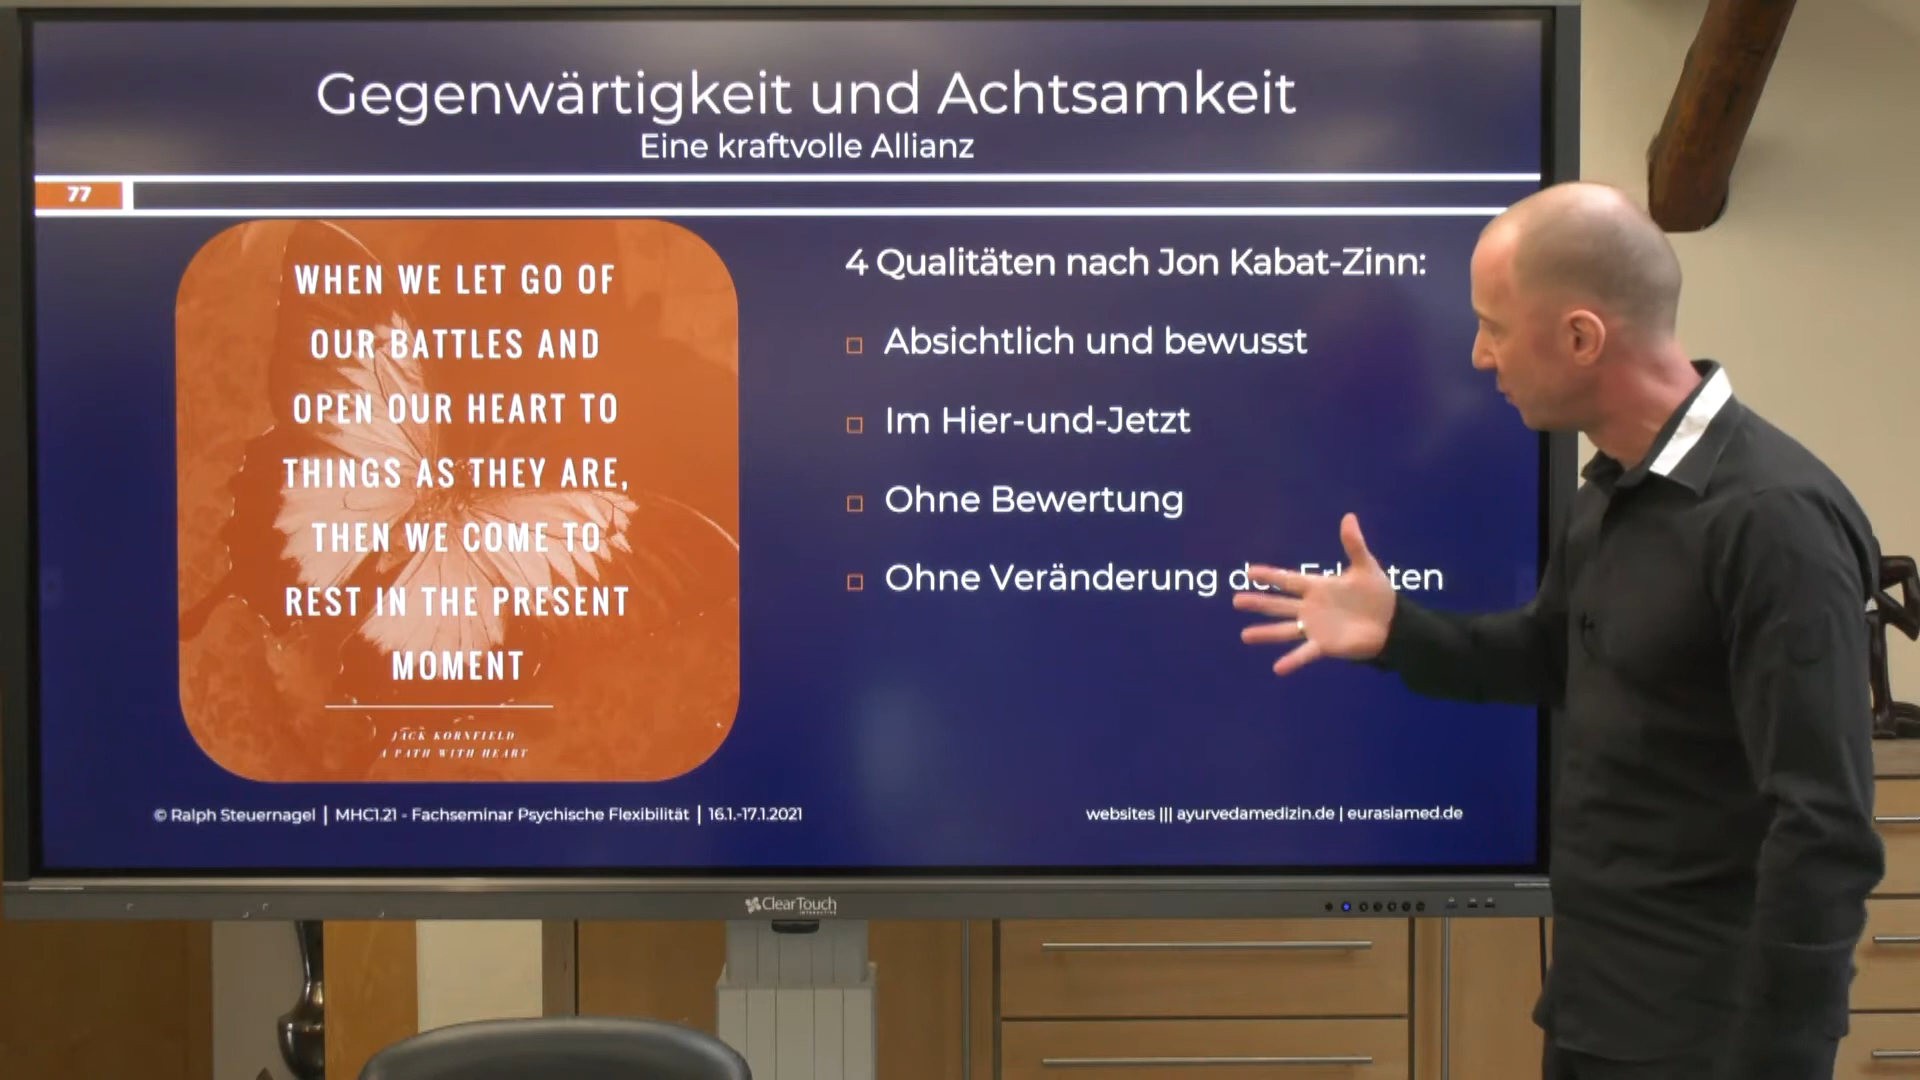 Gegenwärtigkeit und Achtsamkeit
Eine kraftvolle Allianz
77
WHEN WE LET GO OF
OUR BATTLES AND
OPEN OUR HEART TO
THINGS AS THEY ARE,
THEN WE COME TO
REST IN THE PRESENT
MOMENT
JACK KORNFIELD
A PATH WITH HEART
4 Qualitäten nach Jon Kabat-Zinn:
Absichtlich und bewusst
Im Hier-und-Jetzt
Ohne Bewertung
Ohne Veränderung
© Ralph Steuernagel | MHC1.21 - Fachseminar Psychische Flexibilität | 16.1.-17.1.2021
websites ||| ayurvedamedizin.de | eurasiamed.de
ClearTouch
INTERACTIVE